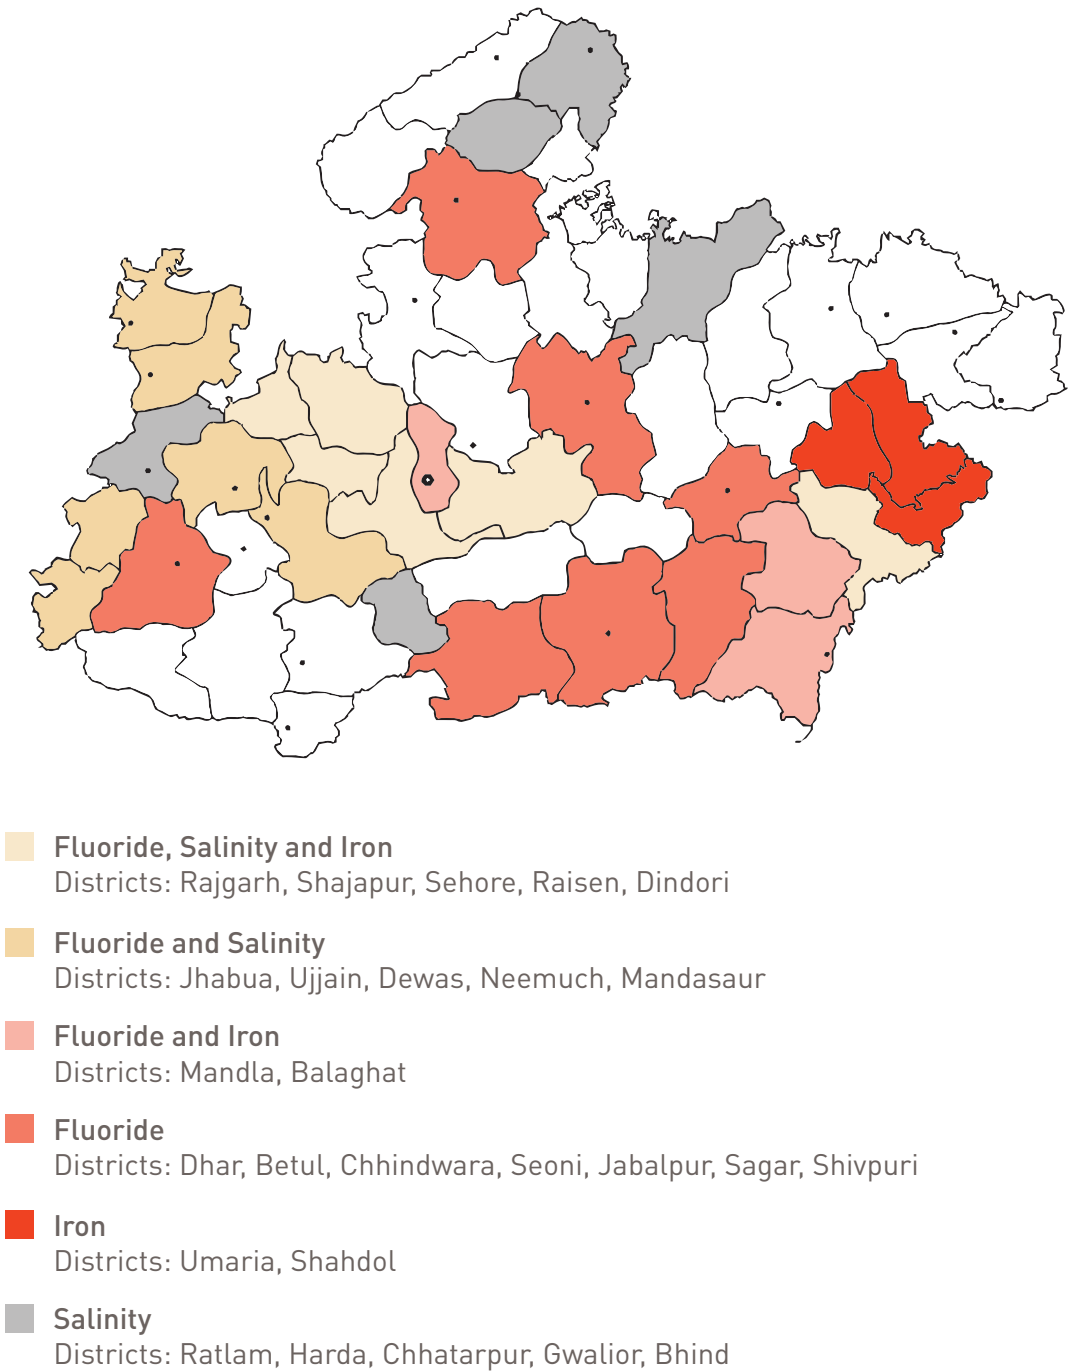 Fluoride, Salinity and Iron
Districts: Rajgarh, Shajapur, Sehore, Raisen, Dindori
Fluoride and Salinity
Districts: Jhabua, Ujjain, Dewas, Neemuch, Mandasaur
Fluoride and Iron
Districts: Mandla, Balaghat
Fluoride
Districts: Dhar, Betul, Chhindwara, Seoni, Jabalpur, Sagar, Shivpuri
Iron
Districts: Umaria, Shahdol
Salinity
Districts: Ratlam, Harda, Chhatarpur, Gwalior, Bhind